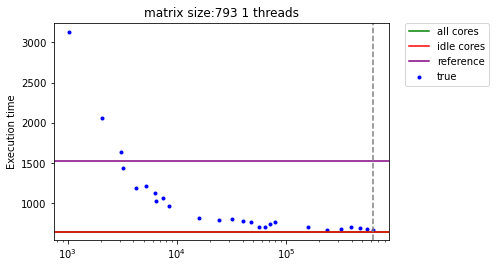 matrix size:793 1 threads
all cores
idle cores
reference
true
Execution time
3000
2500
2000
1500
1000
10³
10⁴
10⁵